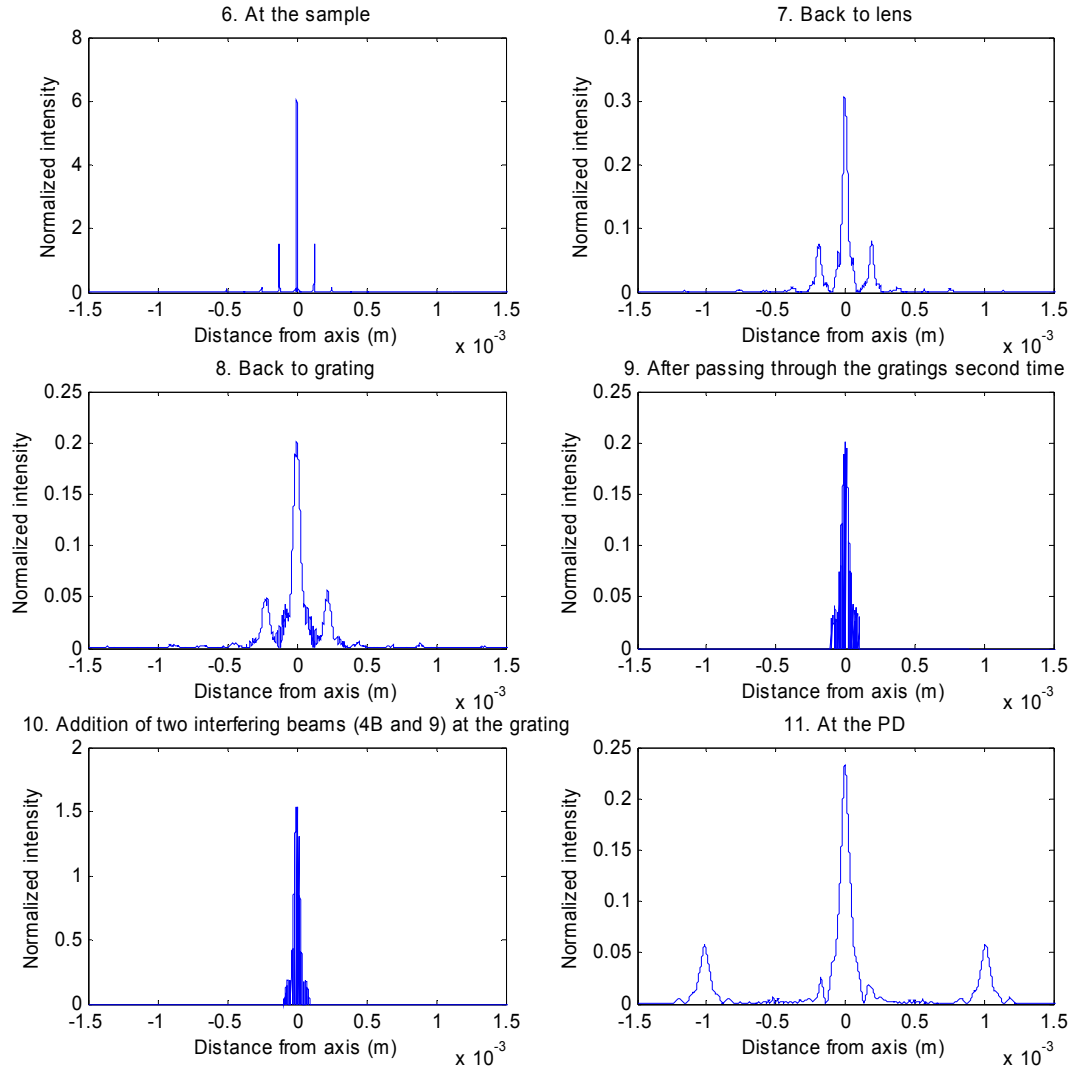 6. At the sample
8
6
4
2
0
Normalized intensity
-1.5 -1 -0.5 0 0.5 1 1.5
Distance from axis (m)
x 10-3
7. Back to lens
0.4
0.3
0.2
0.1
0
Normalized intensity
-1.5 -1 -0.5 0 0.5 1 1.5
Distance from axis (m)
x 10-3
8. Back to grating
0.25
0.2
0.15
0.1
0.05
0
Normalized intensity
-1.5 -1 -0.5 0 0.5 1 1.5
Distance from axis (m)
x 10-3
9. After passing through the gratings second time
0.25
0.2
0.15
0.1
0.05
0
Normalized intensity
-1.5 -1 -0.5 0 0.5 1 1.5
Distance from axis (m)
x 10-3
10. Addition of two interfering beams (4B and 9) at the grating
2
1.5
1
0.5
0
Normalized intensity
-1.5 -1 -0.5 0 0.5 1 1.5
Distance from axis (m)
x 10-3
11. At the PD
0.25
0.2
0.15
0.1
0.05
0
Normalized intensity
-1.5 -1 -0.5 0 0.5 1 1.5
Distance from axis (m)
x 10-3